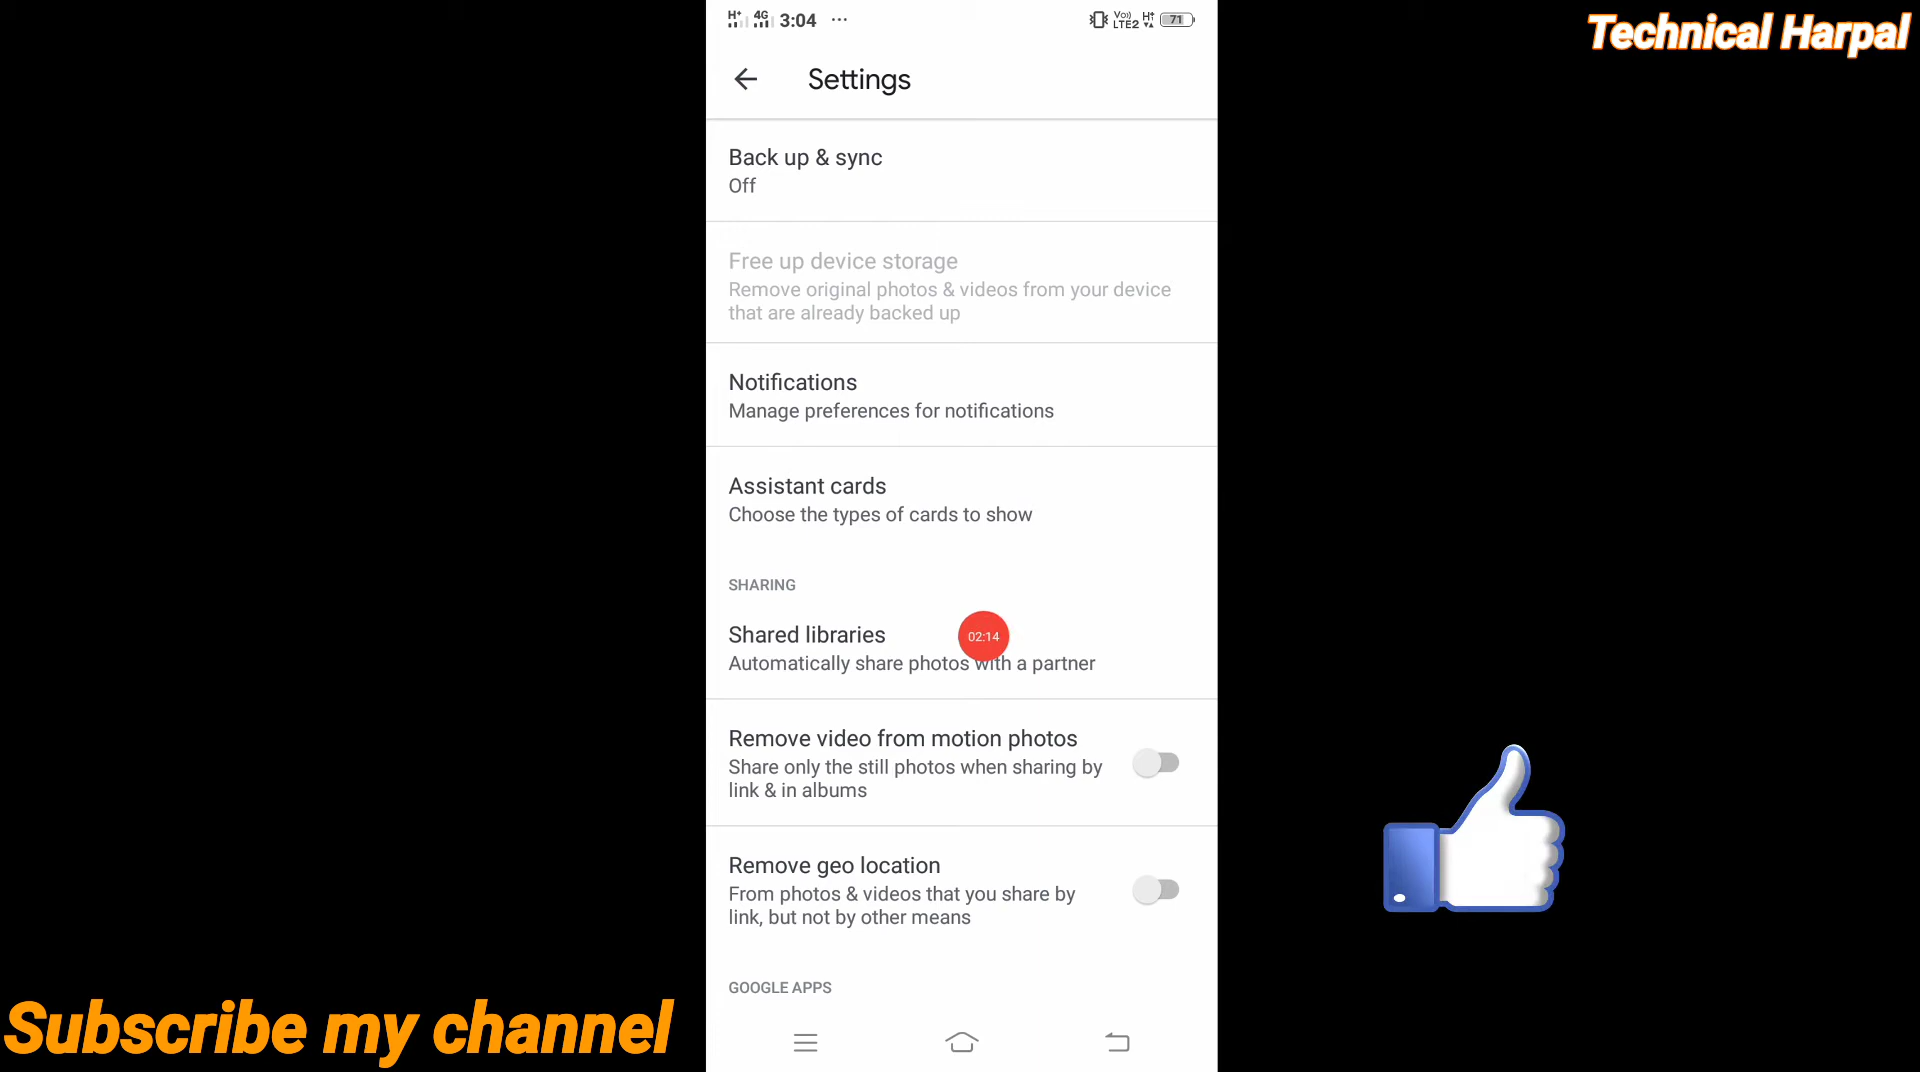 H+ 4G 3:04 ... Vo)) LTE2 H+ 71
Technical Harpal
Settings
Back up & sync
Off
Free up device storage
Remove original photos & videos from your device
that are already backed up
Notifications
Manage preferences for notifications
Assistant cards
Choose the types of cards to show
SHARING
Shared libraries
02:14
Automatically share photos with a partner
Remove video from motion photos
Share only the still photos when sharing by
link & in albums
Remove geo location
From photos & videos that you share by
link, but not by other means
GOOGLE APPS
Subscribe my channel